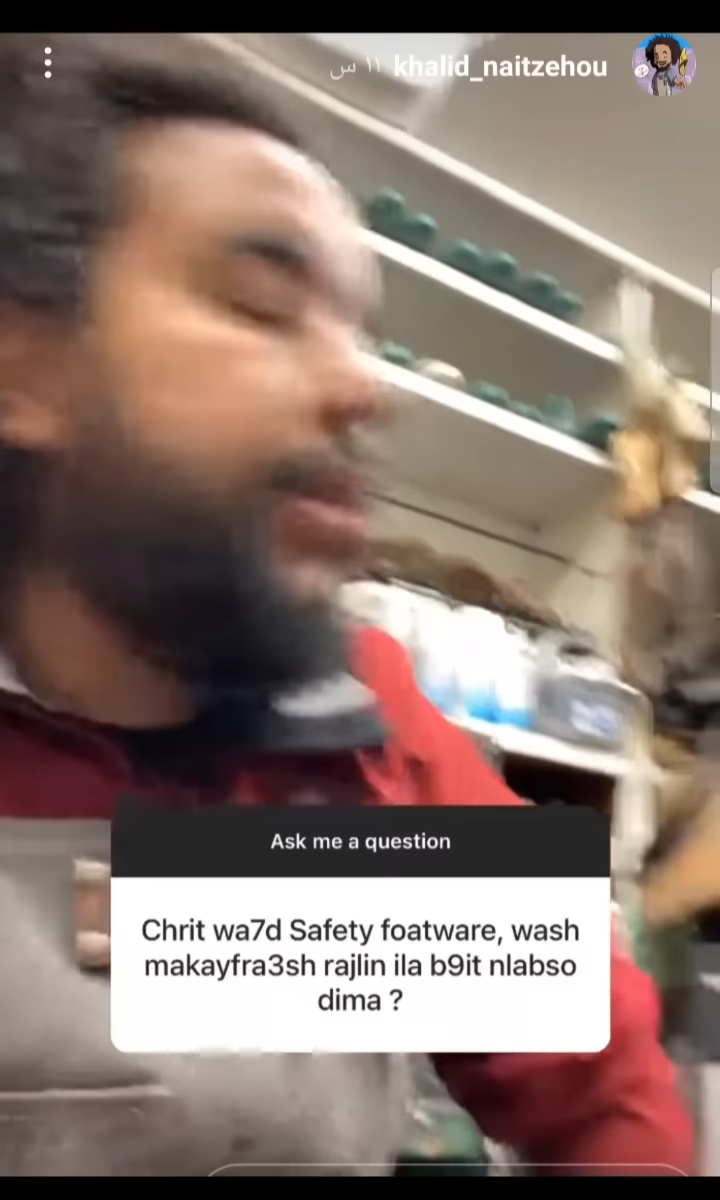 khalid_naitzehou ١١ س
Ask me a question
Chrit wa7d Safety foatware, wash
makayfra3sh rajlin ila b9it nlabso
dima ?